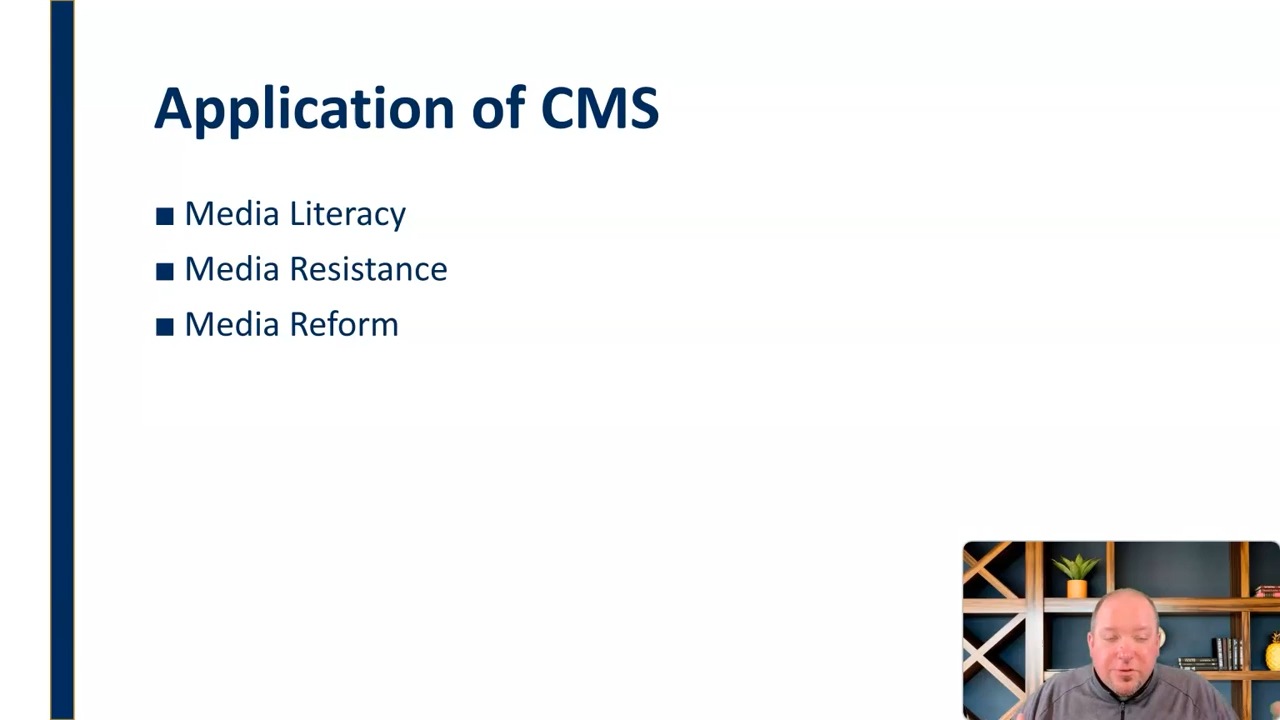 Application of CMS
■ Media Literacy
■ Media Resistance
■ Media Reform